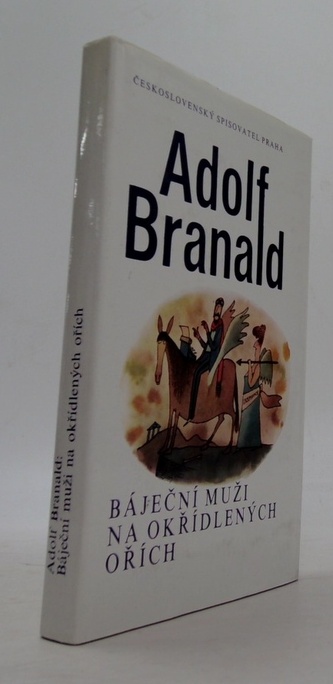 ČESKOSLOVENSKÝ SPISOVATEL PRAHA
Adolf
Branald
BÁJEČNÍ MUŽI
NA OKŘÍDLENÝCH
OŘÍCH
Adolf Branald:
Báječní muži na okřídlených ořích